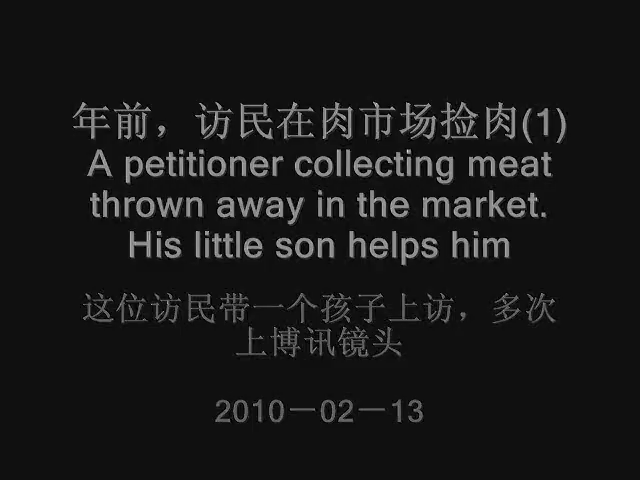 年前，访民在肉市场捡肉(1)
A petitioner collecting meat
thrown away in the market.
His little son helps him
这位访民带一个孩子上访，多次
上博讯镜头
2010－02－13